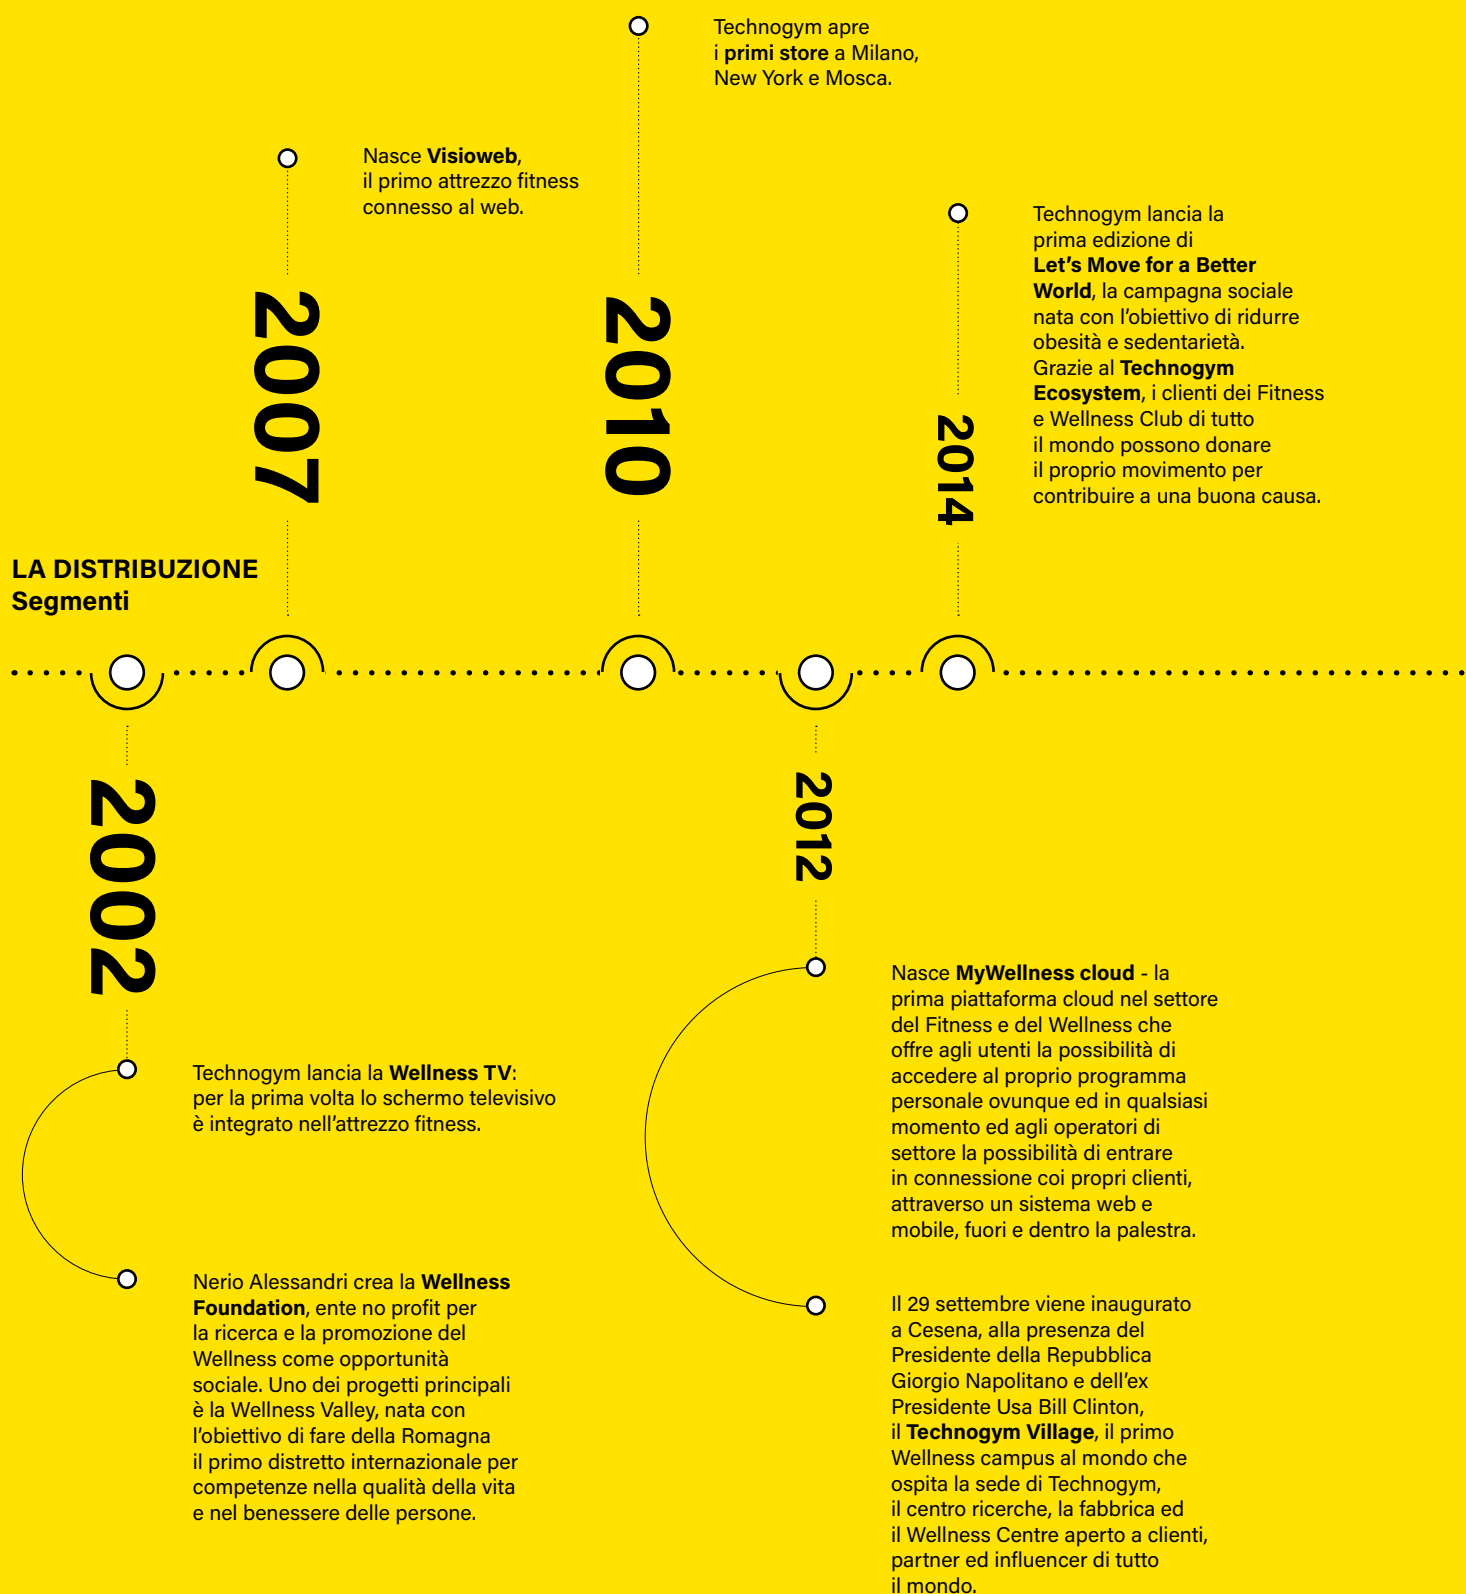 Technogym apre
i primi store a Milano,
New York e Mosca.
Nasce Visioweb,
il primo attrezzo fitness
connesso al web.
Technogym lancia la
prima edizione di
Let's Move for a Better
World, la campagna sociale
nata con l'obiettivo di ridurre
obesità e sedentarietà.
Grazie al Technogym
Ecosystem, i clienti dei Fitness
e Wellness Club di tutto
il mondo possono donare
il proprio movimento per
contribuire a una buona causa.
2007
2010
2014
LA DISTRIBUZIONE
Segmenti
2002
2012
Technogym lancia la Wellness TV:
per la prima volta lo schermo televisivo
è integrato nell'attrezzo fitness.
Nerio Alessandri crea la Wellness
Foundation, ente no profit per
la ricerca e la promozione del
Wellness come opportunità
sociale. Uno dei progetti principali
è la Wellness Valley, nata con
l'obiettivo di fare della Romagna
il primo distretto internazionale per
competenze nella qualità della vita
e nel benessere delle persone.
Nasce MyWellness cloud - la
prima piattaforma cloud nel settore
del Fitness e del Wellness che
offre agli utenti la possibilità di
accedere al proprio programma
personale ovunque ed in qualsiasi
momento ed agli operatori di
settore la possibilità di entrare
in connessione coi propri clienti,
attraverso un sistema web e
mobile, fuori e dentro la palestra.
Il 29 settembre viene inaugurato
a Cesena, alla presenza del
Presidente della Repubblica
Giorgio Napolitano e dell'ex
Presidente Usa Bill Clinton,
il Technogym Village, il primo
Wellness campus al mondo che
ospita la sede di Technogym,
il centro ricerche, la fabbrica ed
il Wellness Centre aperto a clienti,
partner ed influencer di tutto
il mondo.